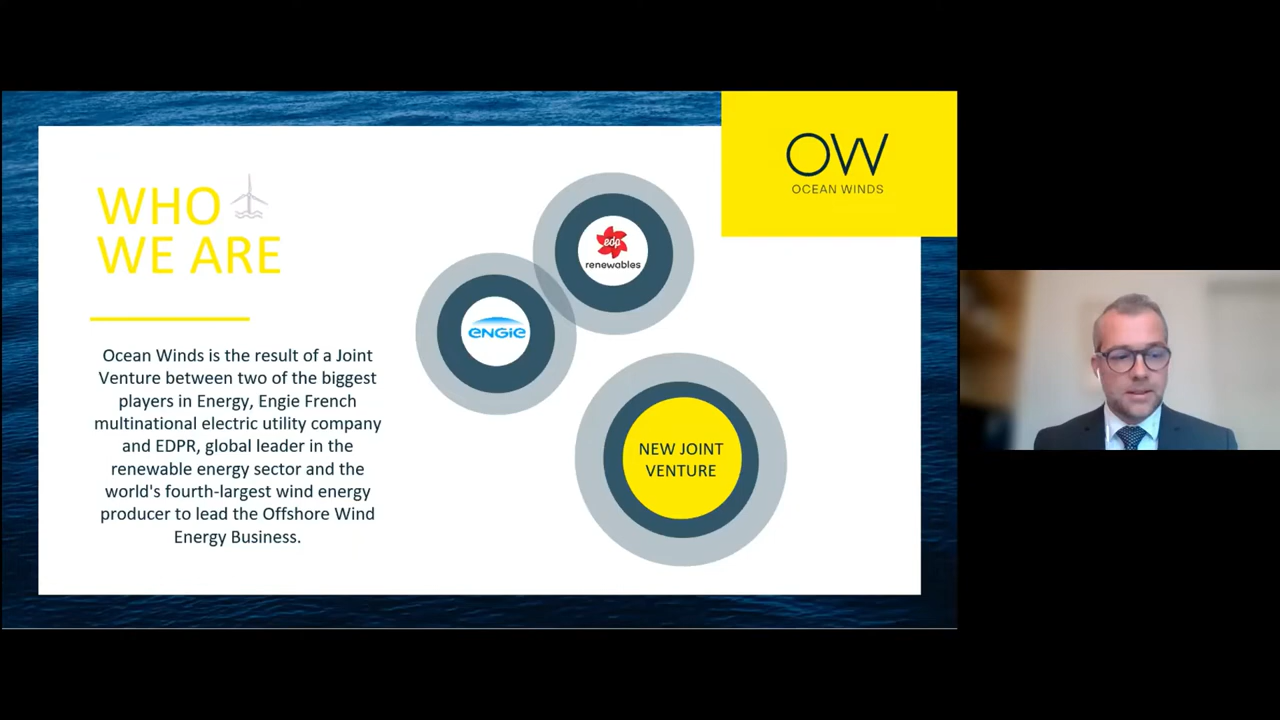 WHO
WE ARE
Ocean Winds is the result of a Joint
Venture between two of the biggest
players in Energy, Engie French
multinational electric utility company
and EDPR, global leader in the
renewable energy sector and the
world's fourth-largest wind energy
producer to lead the Offshore Wind
Energy Business.
edp
renewables
ENGIE
NEW JOINT
VENTURE
OW
OCEAN WINDS